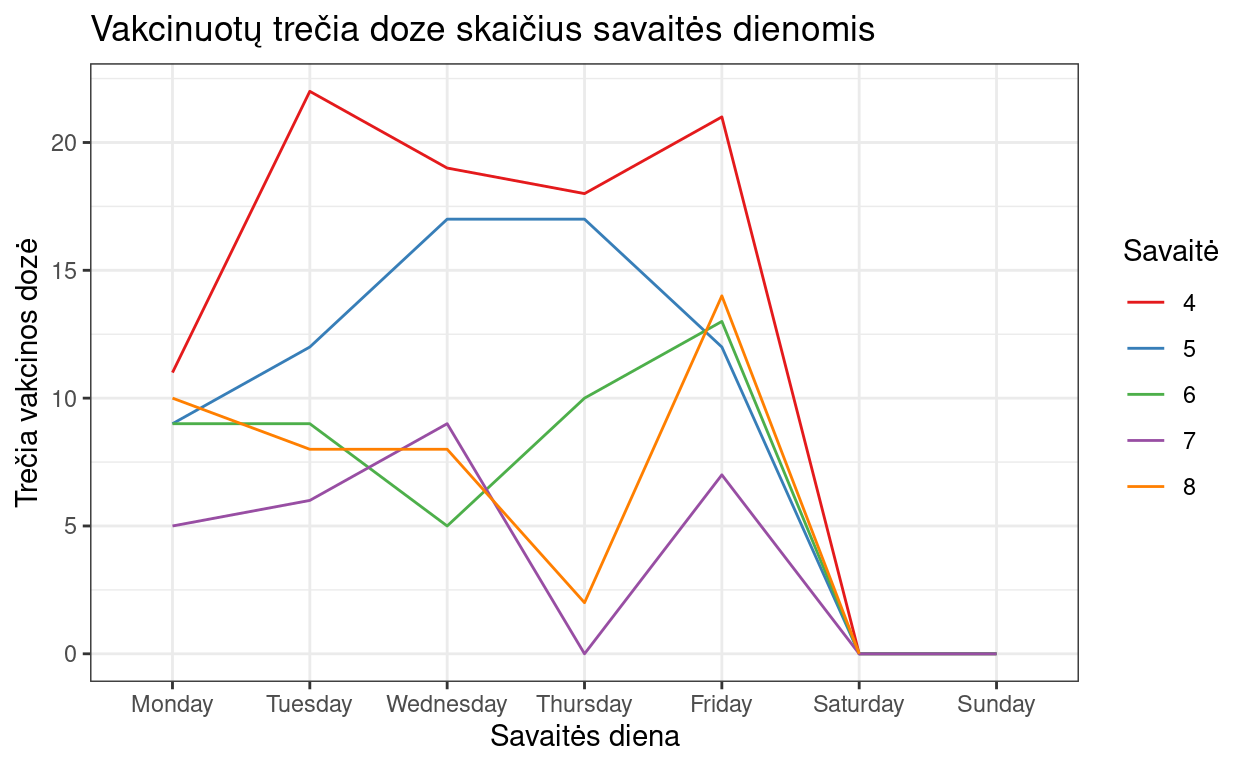 Vakcinuotų trečia doze skaičius savaitės dienomis
Trečia vakcinos dozė
20
15
10
5
0
Monday Tuesday Wednesday Thursday Friday Saturday Sunday
Savaitės diena
Savaitė
4
5
6
7
8